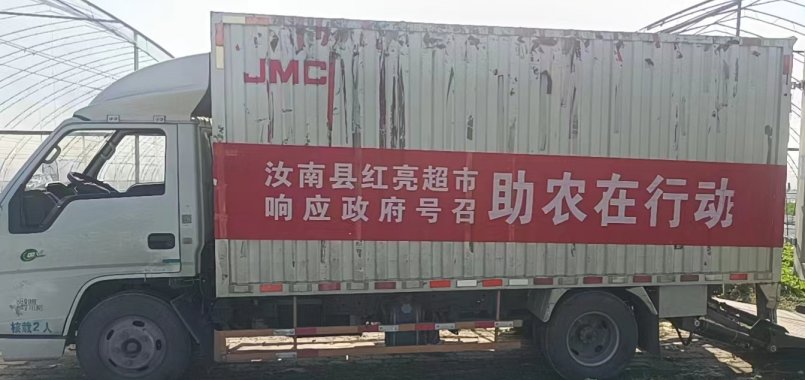 JMC
汝南县红亮超市
响应政府号召
助农在行动
核载2人